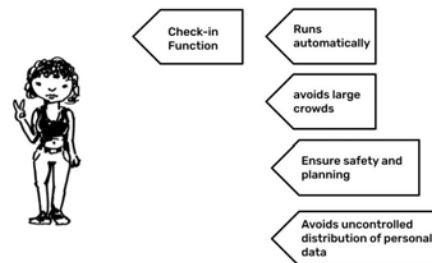 Check-in
Function
Runs
automatically
avoids large
crowds
Ensure safety and
planning
Avoids uncontrolled
distribution of personal
data